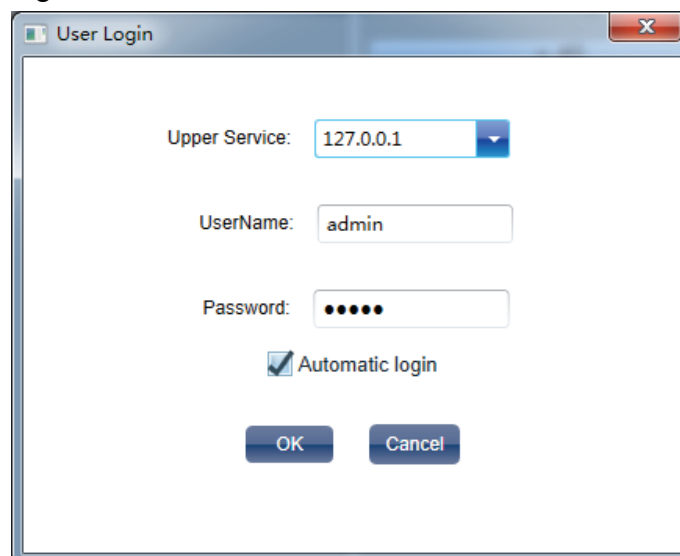 User Login
Upper Service: 127.0.0.1
UserName: admin
Password: •••••
Automatic login
OK Cancel